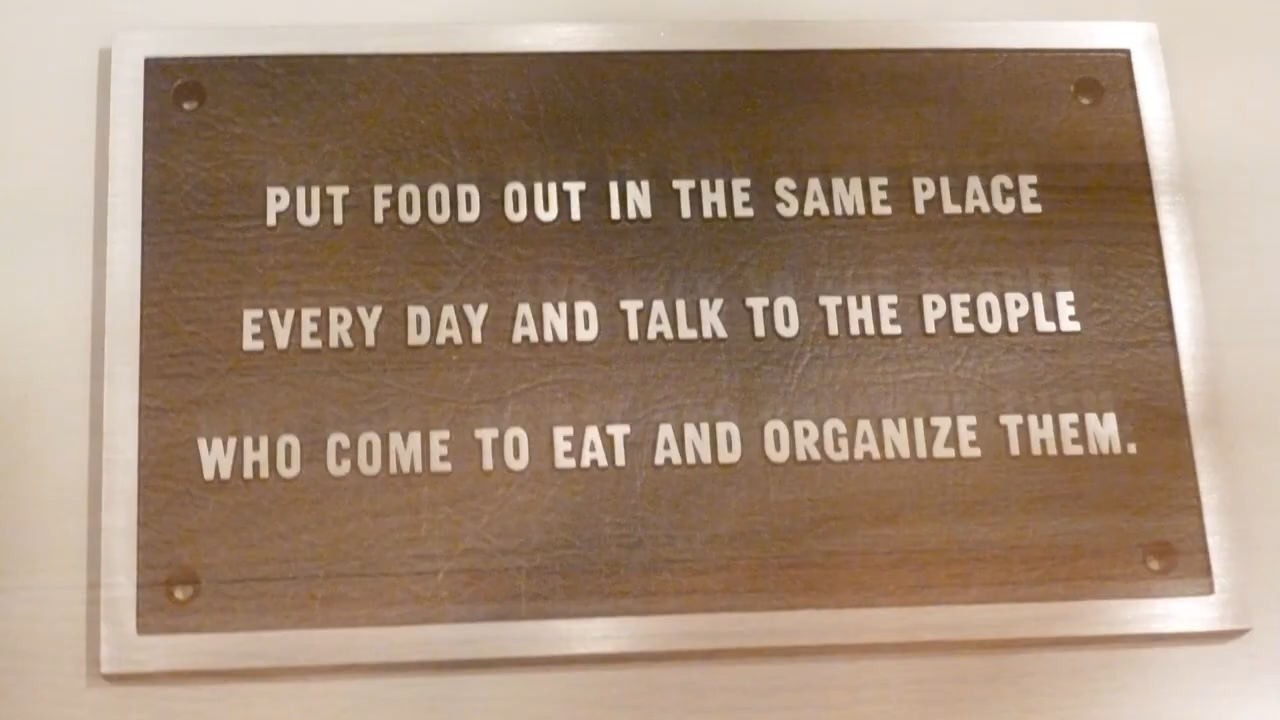 PUT FOOD OUT IN THE SAME PLACE
EVERY DAY AND TALK TO THE PEOPLE
WHO COME TO EAT AND ORGANIZE THEM.